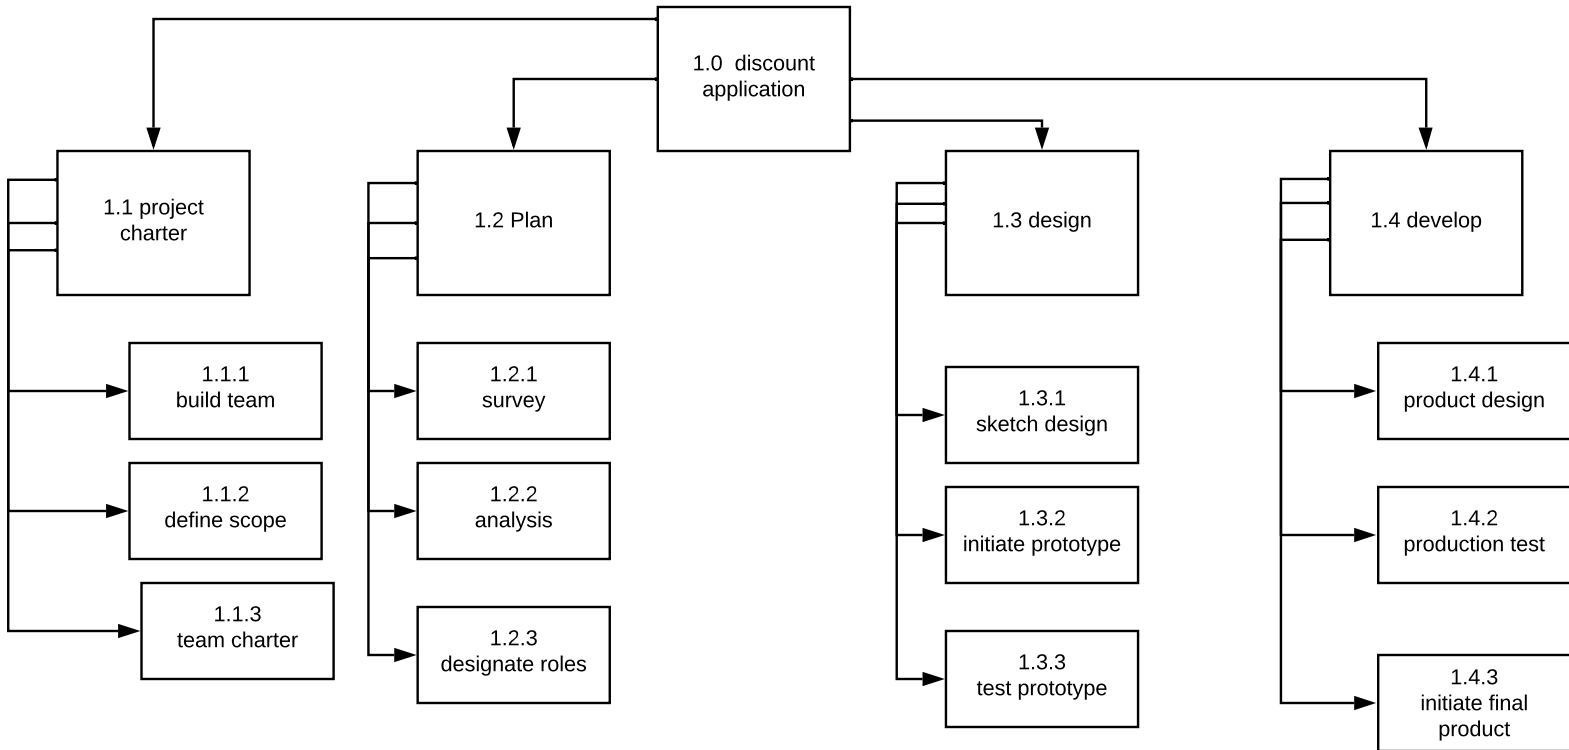 1.0 discount
application
1.1 project
charter
1.2 Plan
1.3 design
1.4 develop
1.1.1
build team
1.1.2
define scope
1.1.3
team charter
1.2.1
survey
1.2.2
analysis
1.2.3
designate roles
1.3.1
sketch design
1.3.2
initiate prototype
1.3.3
test prototype
1.4.1
product design
1.4.2
production test
1.4.3
initiate final
product